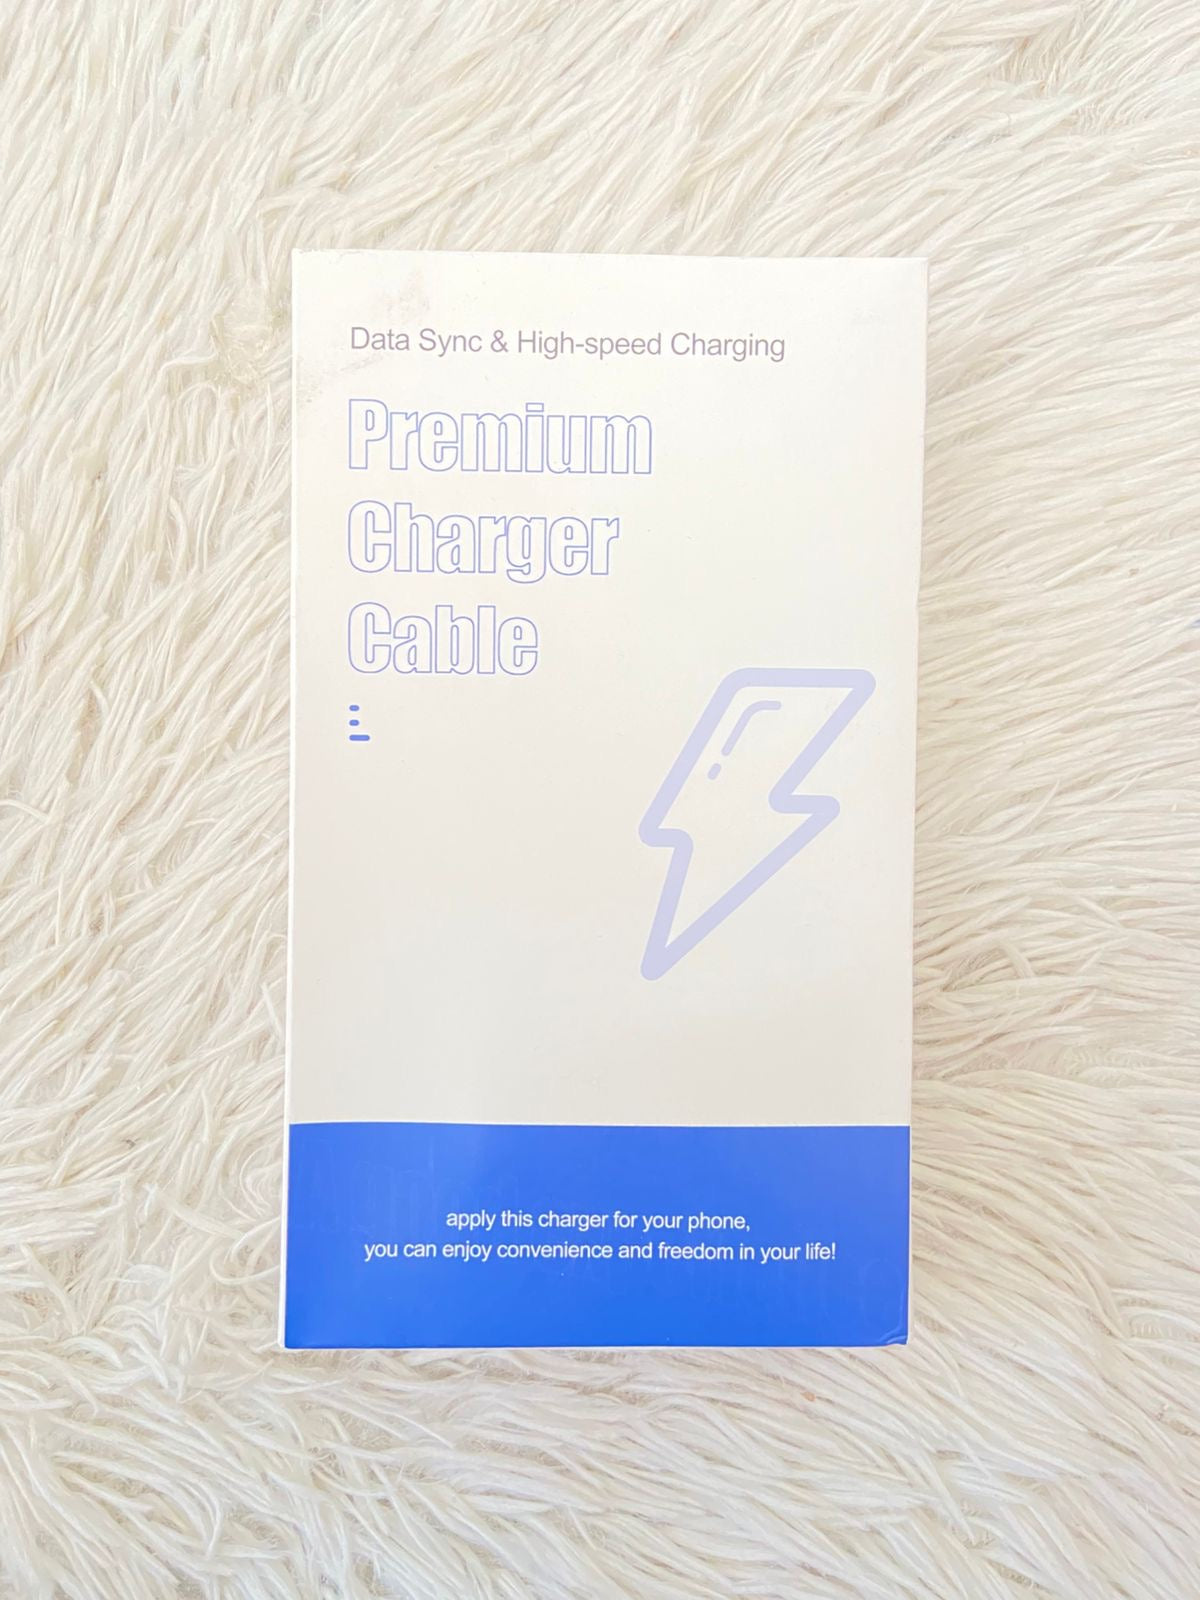 Data Sync & High-speed Charging
Premium
Charger
Cable
apply this charger for your phone,
you can enjoy convenience and freedom in your life!